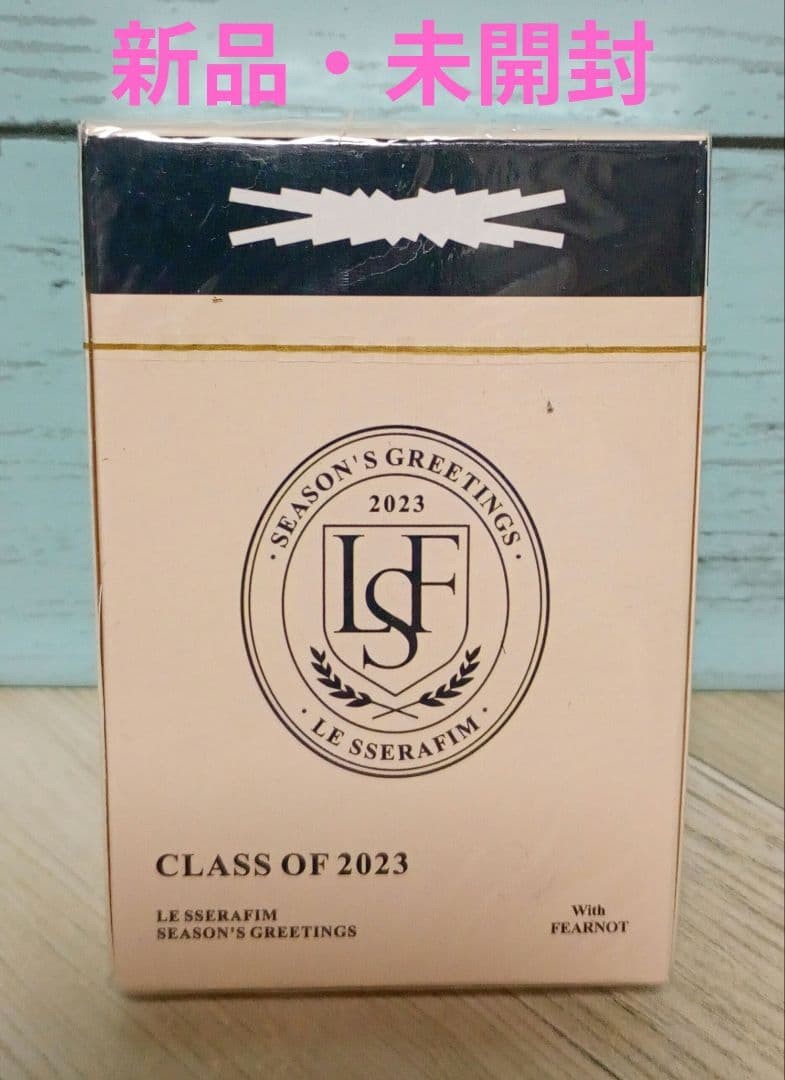 新品・未開封
· SEASON'S GREETINGS ·
2023
LSF
· LE SSERAFIM ·
CLASS OF 2023
LE SSERAFIM
SEASON'S GREETINGS
With
FEARNOT